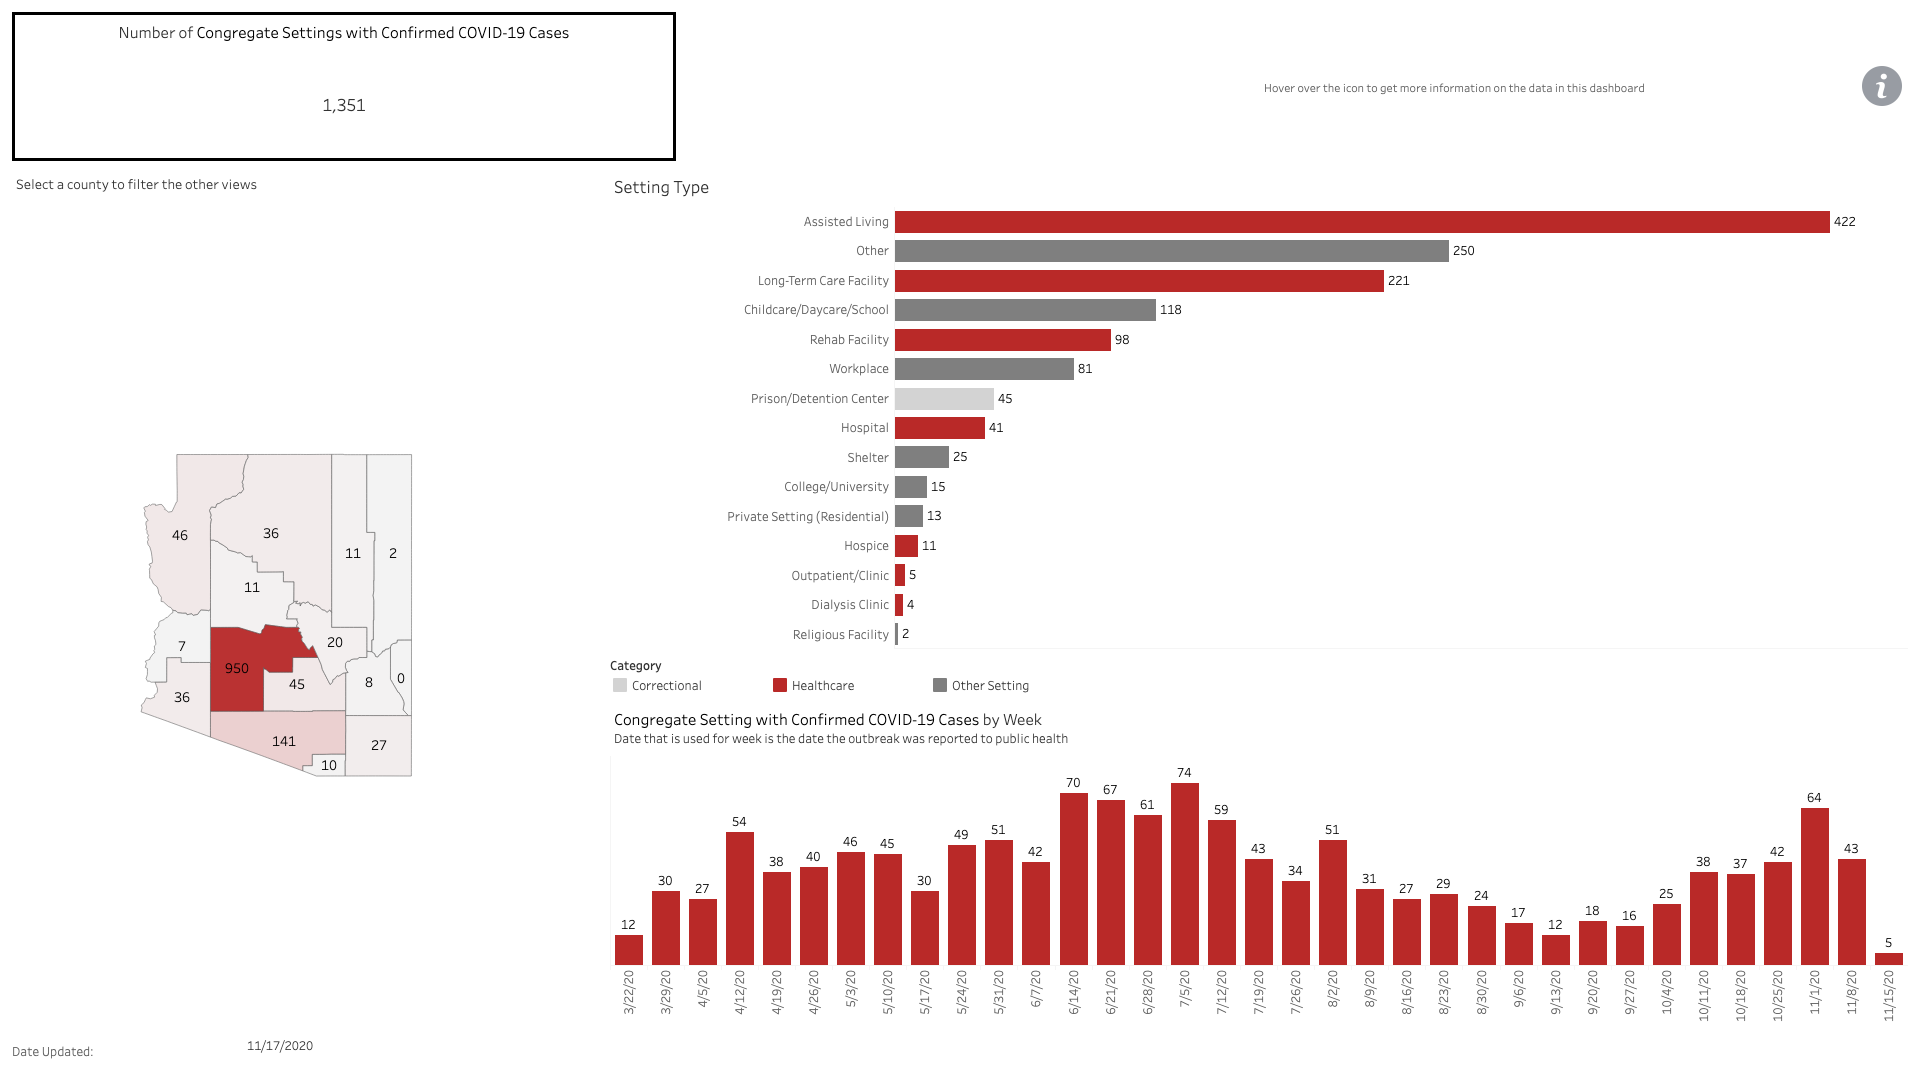 Number of Congregate Settings with Confirmed COVID-19 Cases
1,351
Hover over the icon to get more information on the data in this dashboard
i
Select a county to filter the other views
46
36
11
2
11
7
20
950
36
45
8
0
141
27
10
Setting Type
Assisted Living 422
Other 250
Long-Term Care Facility 221
Childcare/Daycare/School 118
Rehab Facility 98
Workplace 81
Prison/Detention Center 45
Hospital 41
Shelter 25
College/University 15
Private Setting (Residential) 13
Hospice 11
Outpatient/Clinic 5
Dialysis Clinic 4
Religious Facility 2
Category
Correctional Healthcare Other Setting
Congregate Setting with Confirmed COVID-19 Cases by Week
Date that is used for week is the date the outbreak was reported to public health
12 30 27 54 38 40 46 45 30 49 51 42 70 67 61 74 59 43 34 51 31 27 29 24 17 12 18 16 25 38 37 42 64 43 5
3/22/20 3/29/20 4/5/20 4/12/20 4/19/20 4/26/20 5/3/20 5/10/20 5/17/20 5/24/20 5/31/20 6/7/20 6/14/20 6/21/20 6/28/20 7/5/20 7/12/20 7/19/20 7/26/20 8/2/20 8/9/20 8/16/20 8/23/20 8/30/20 9/6/20 9/13/20 9/20/20 9/27/20 10/4/20 10/11/20 10/18/20 10/25/20 11/1/20 11/8/20 11/15/20
Date Updated: 11/17/2020